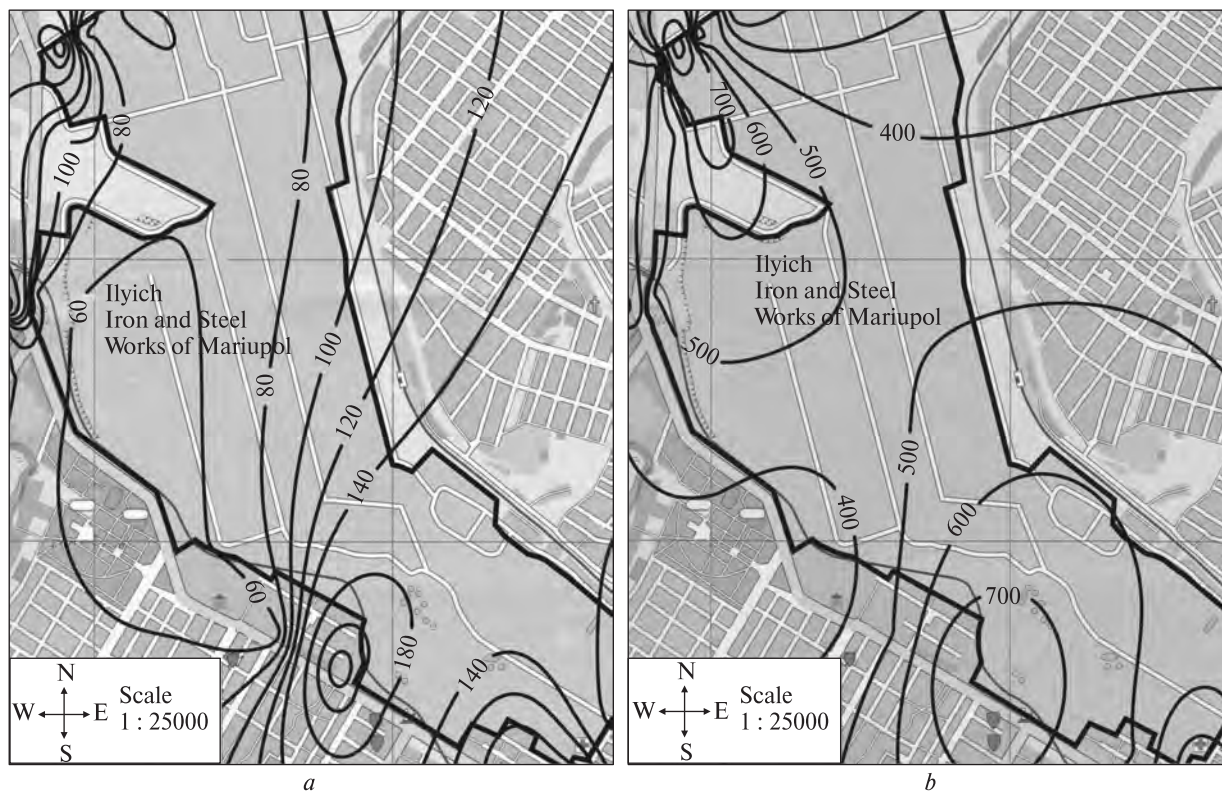 80
100
120
80
60
Ilyich
Iron and Steel
Works of Mariupol
80
100
120
140
60
180
140
N
W E
S
Scale
1 : 25000
a
700
600
500
400
Ilyich
Iron and Steel
Works of Mariupol
500
500
400
600
700
N
W E
S
Scale
1 : 25000
b